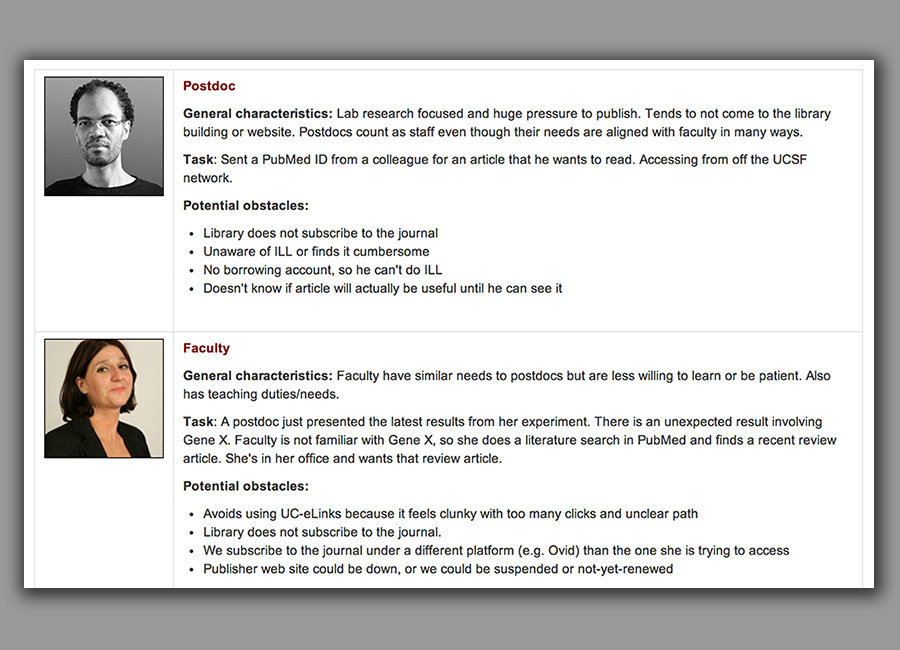 Postdoc
General characteristics: Lab research focused and huge pressure to publish. Tends to not come to the library
building or website. Postdocs count as staff even though their needs are aligned with faculty in many ways.
Task: Sent a PubMed ID from a colleague for an article that he wants to read. Accessing from off the UCSF
network.
Potential obstacles:
• Library does not subscribe to the journal
• Unaware of ILL or finds it cumbersome
• No borrowing account, so he can't do ILL
• Doesn't know if article will actually be useful until he can see it
Faculty
General characteristics: Faculty have similar needs to postdocs but are less willing to learn or be patient. Also
has teaching duties/needs.
Task: A postdoc just presented the latest results from her experiment. There is an unexpected result involving
Gene X. Faculty is not familiar with Gene X, so she does a literature search in PubMed and finds a recent review
article. She's in her office and wants that review article.
Potential obstacles:
• Avoids using UC-eLinks because it feels clunky with too many clicks and unclear path
• Library does not subscribe to the journal.
• We subscribe to the journal under a different platform (e.g. Ovid) than the one she is trying to access
• Publisher web site could be down, or we could be suspended or not-yet-renewed